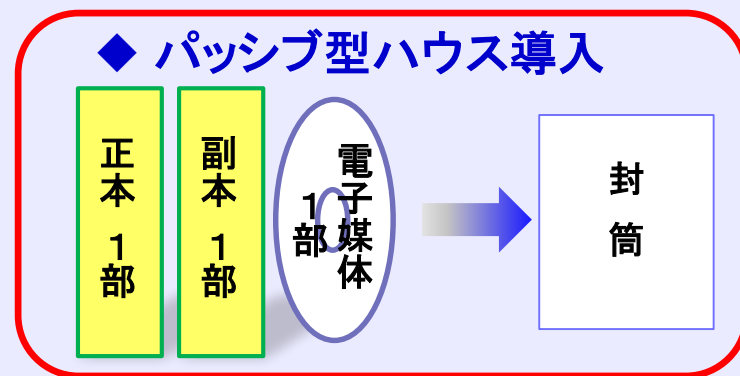 ◆ パッシブ型ハウス導入
正本 1部
副本 1部
電子媒体
1部
封筒